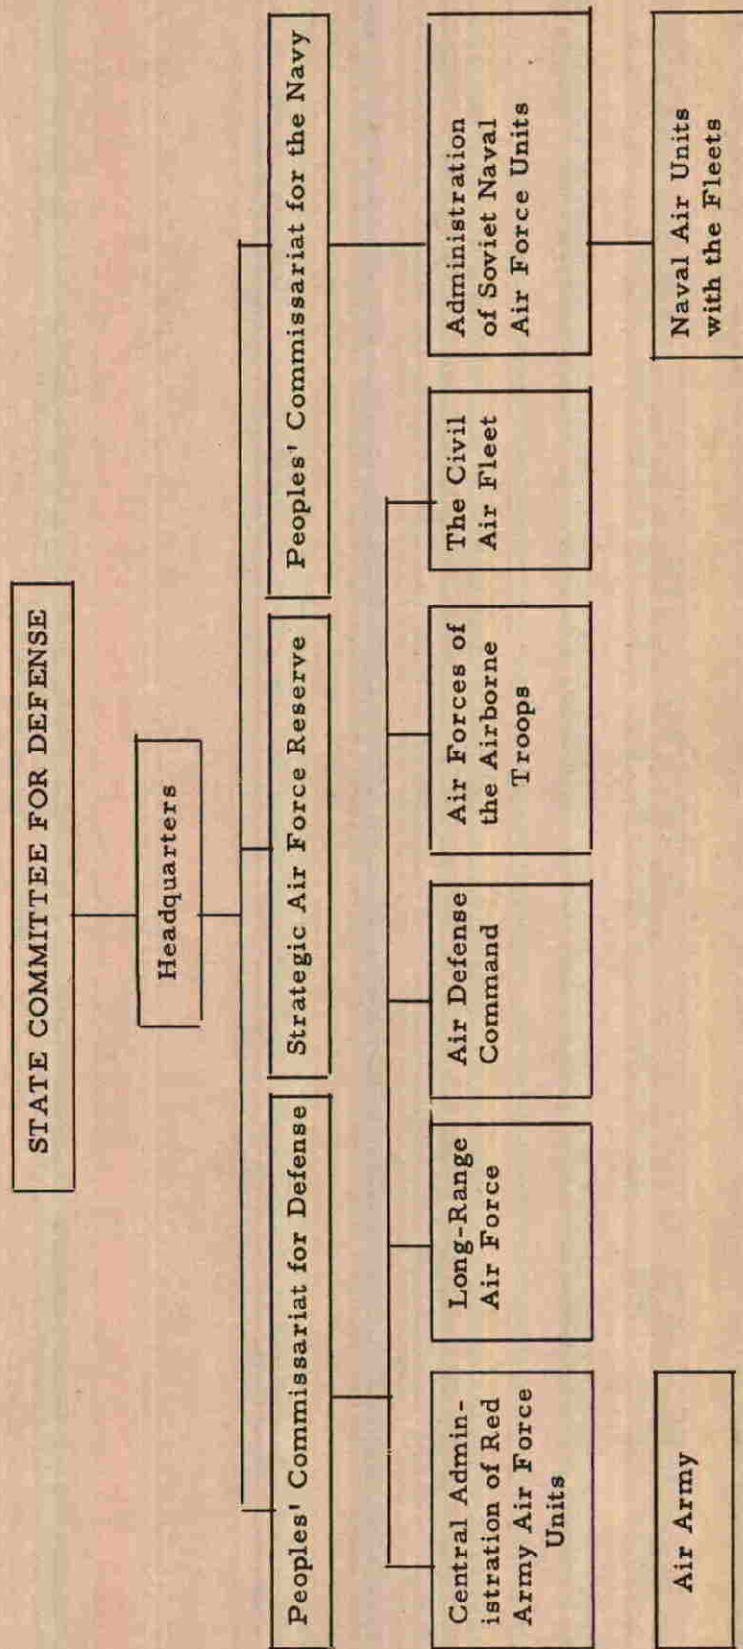 STATE COMMITTEE FOR DEFENSE
Headquarters
Peoples' Commissariat for Defense
Strategic Air Force Reserve
Peoples' Commissariat for the Navy
Central Admin-
istration of Red
Army Air Force
Units
Long-Range
Air Force
Air Defense
Command
Air Forces of
the Airborne
Troops
The Civil
Air Fleet
Administration
of Soviet Naval
Air Force Units
Air Army
Naval Air Units
with the Fleets